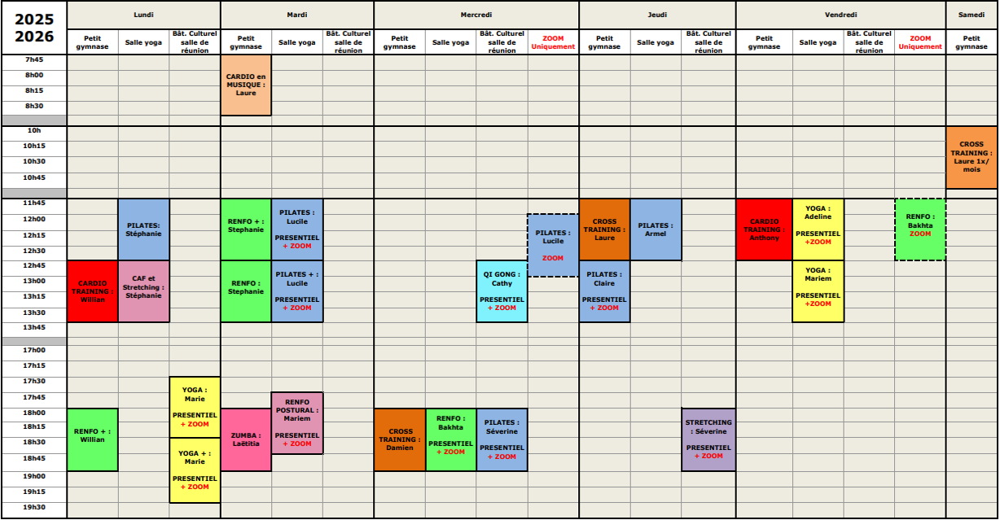 2025
2026
Lundi
Mardi
Mercredi
Jeudi
Vendredi
Samedi
Petit
gymnase
Salle yoga
Bât. Culturel
salle de
réunion
Petit
gymnase
Salle yoga
Bât. Culturel
salle de
réunion
Petit
gymnase
Salle yoga
Bât. Culturel
salle de
réunion
ZOOM
Uniquement
Petit
gymnase
Salle yoga
Bât. Culturel
salle de
réunion
Petit
gymnase
Salle yoga
Bât. Culturel
salle de
réunion
ZOOM
Uniquement
Petit
gymnase
7h45
8h00
8h15
8h30
CARDIO en
MUSIQUE :
Laure
10h
10h15
10h30
10h45
CROSS
TRAINING :
Laure 1x/
mois
11h45
12h00
12h15
12h30
PILATES:
Stéphanie
RENFO + :
Stephanie
PILATES :
Lucile
PRESENTIEL
+ ZOOM
PILATES :
Lucile
ZOOM
CROSS
TRAINING :
Laure
PILATES :
Armel
CARDIO
TRAINING :
Anthony
YOGA :
Adeline
PRESENTIEL
+ZOOM
RENFO :
Bakhta
ZOOM
12h45
13h00
13h15
13h30
13h45
CARDIO
TRAINING :
Willian
CAF et
Stretching :
Stéphanie
RENFO :
Stephanie
PILATES + :
Lucile
PRESENTIEL
+ ZOOM
QI GONG :
Cathy
PRESENTIEL
+ ZOOM
PILATES :
Claire
PRESENTIEL
+ ZOOM
YOGA :
Mariem
PRESENTIEL
+ZOOM
17h00
17h15
17h30
17h45
18h00
18h15
18h30
18h45
19h00
19h15
19h30
RENFO + :
Willian
YOGA :
Marie
PRESENTIEL
+ ZOOM
YOGA + :
Marie
PRESENTIEL
+ ZOOM
ZUMBA :
Laëtitia
RENFO
POSTURAL :
Mariem
PRESENTIEL
+ ZOOM
CROSS
TRAINING :
Damien
RENFO :
Bakhta
PRESENTIEL
+ ZOOM
PILATES :
Séverine
PRESENTIEL
+ ZOOM
STRETCHING
: Séverine
PRESENTIEL
+ ZOOM